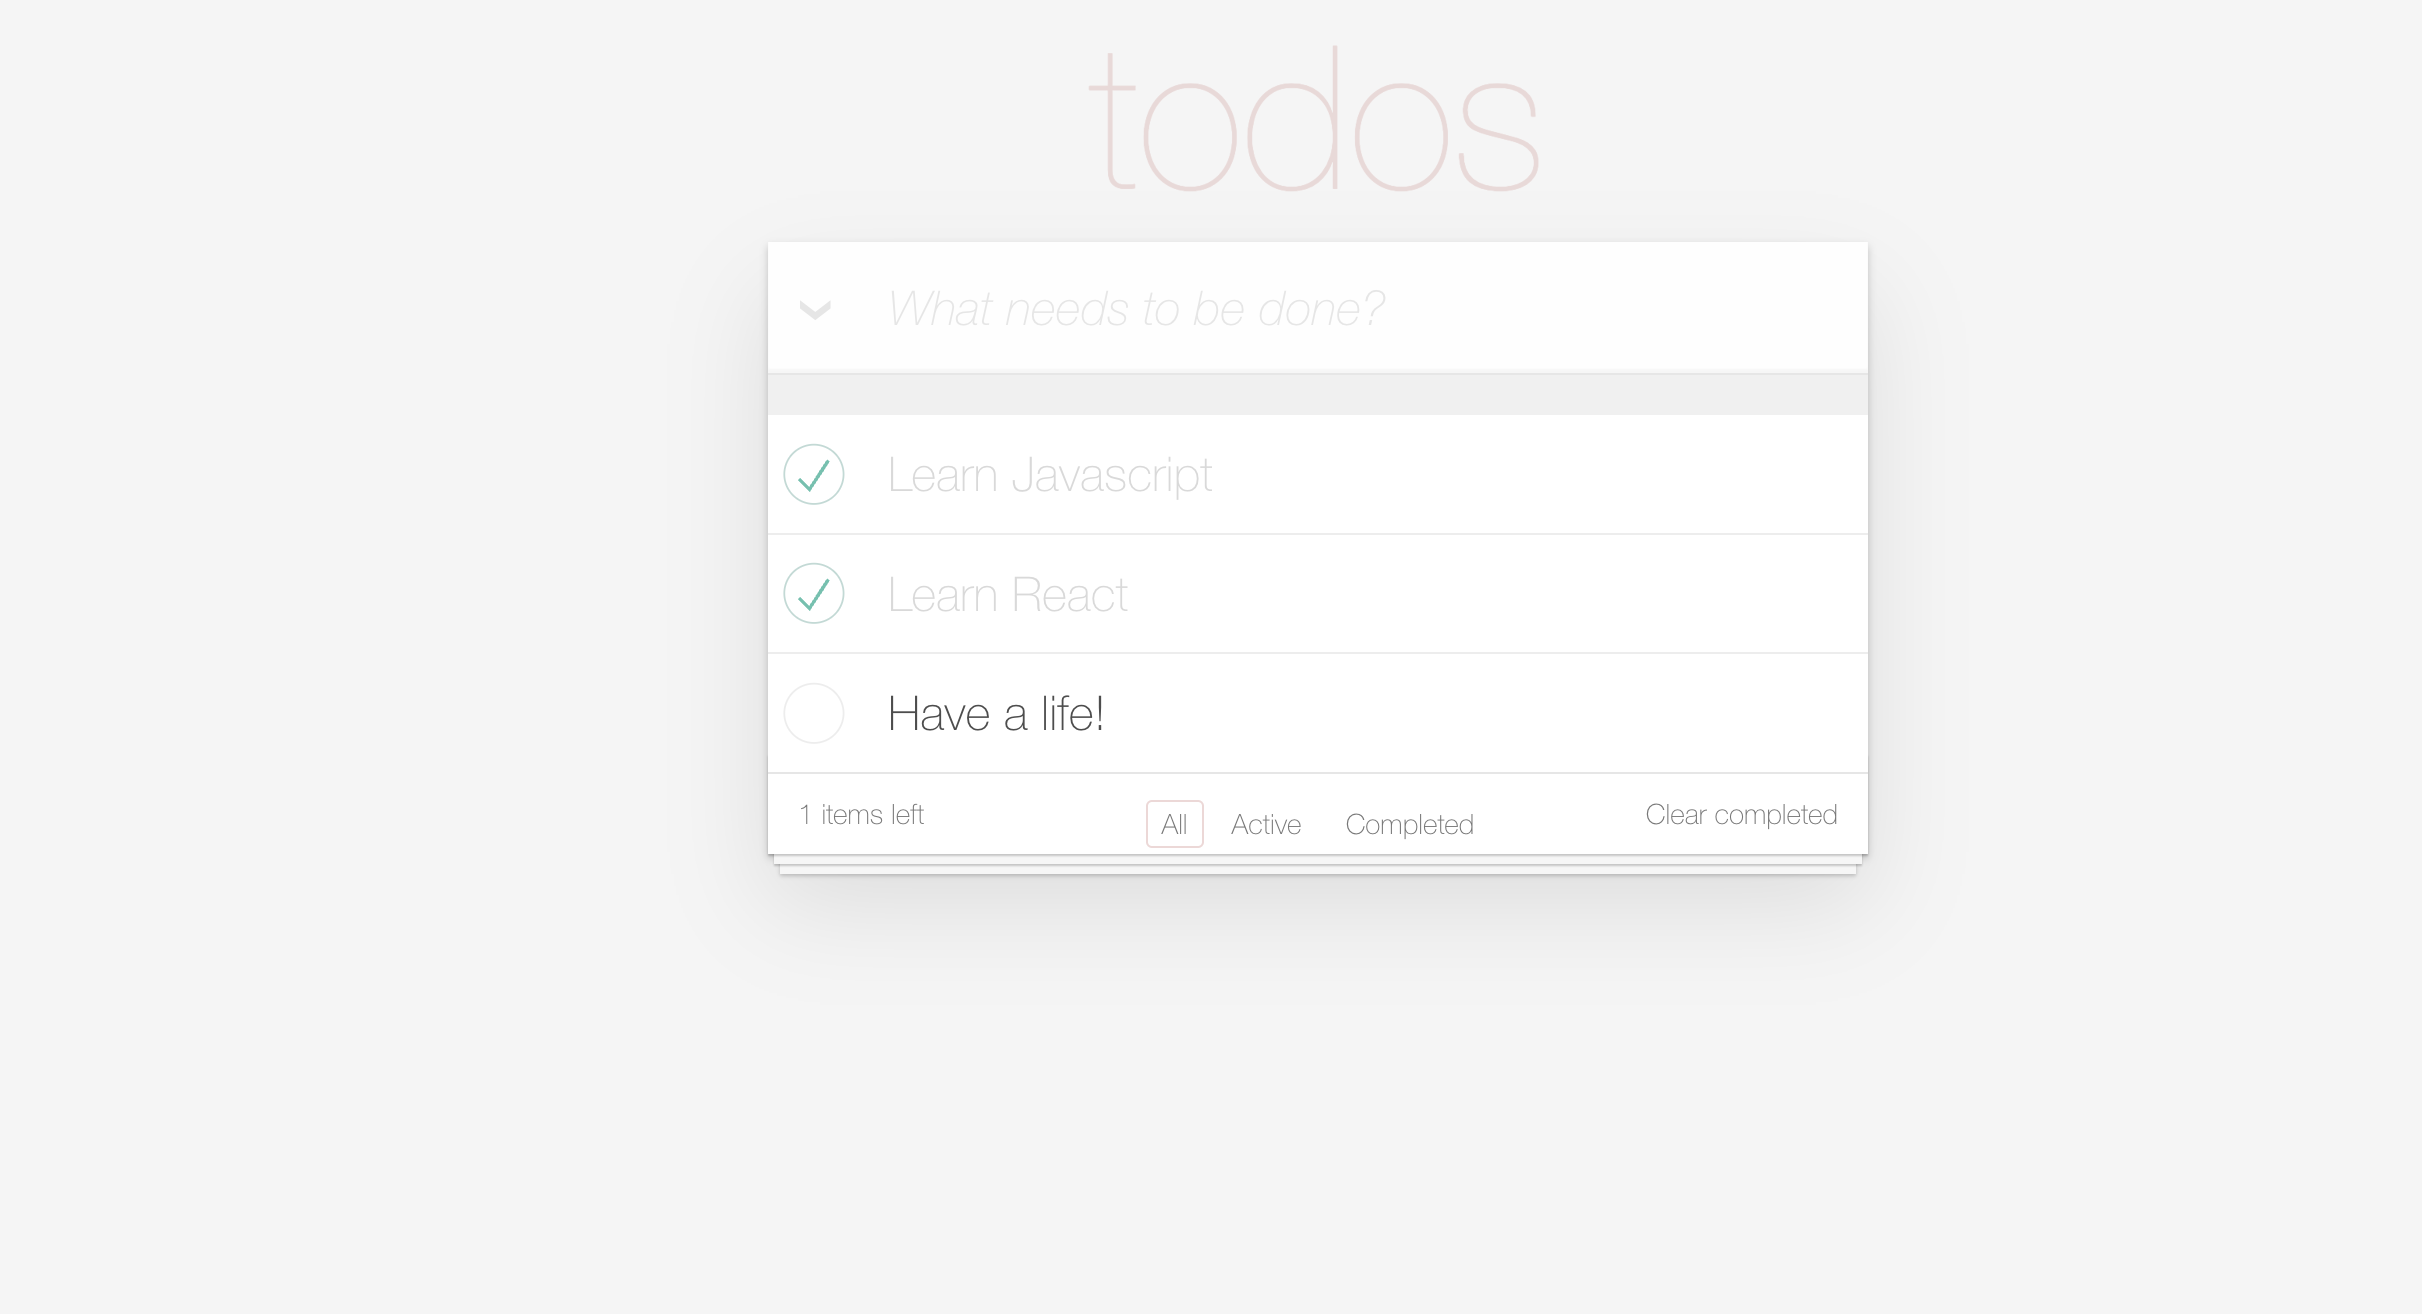 todos
What needs to be done?
Learn Javascript
Learn React
Have a life!
1 items left
All Active Completed
Clear completed